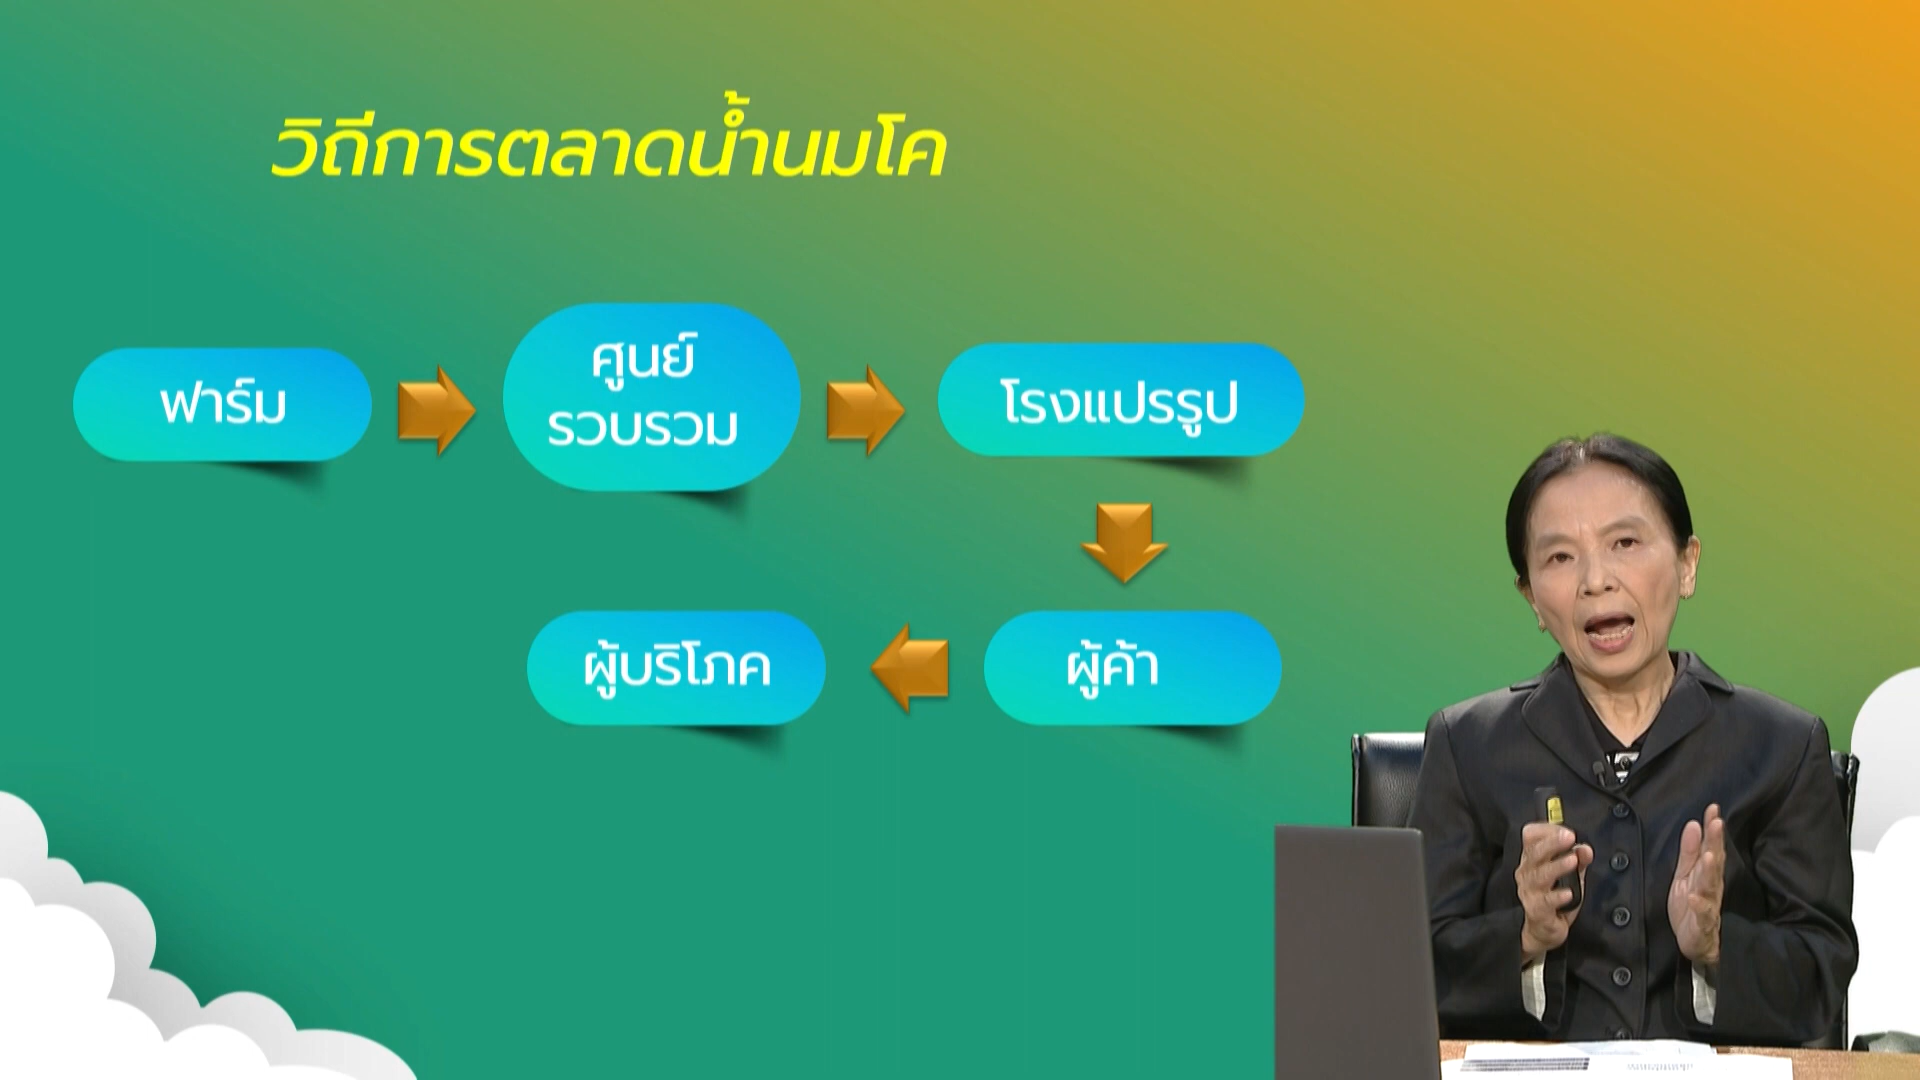 วิถีการตลาดน้ำนมโค
ฟาร์ม
ศูนย์
รวบรวม
โรงแปรรูป
ผู้ค้า
ผู้บริโภค